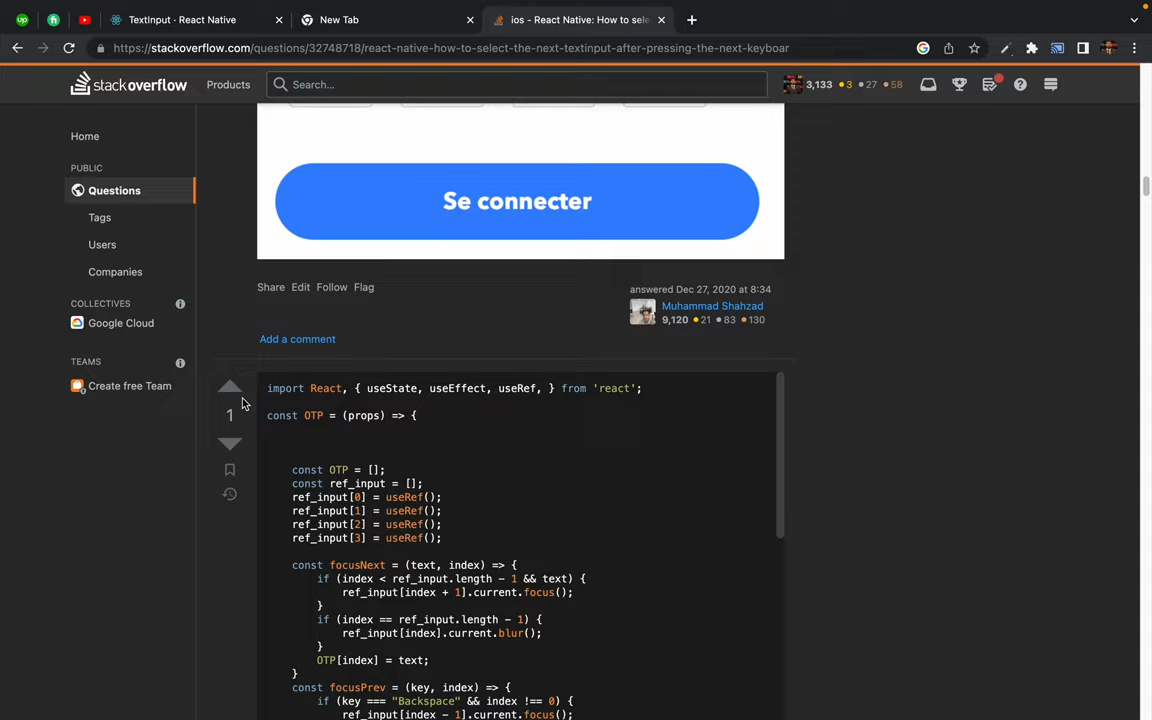 TextInput · React Native
New Tab
ios - React Native: How to sele
https://stackoverflow.com/questions/32748718/react-native-how-to-select-the-next-textinput-after-pressing-the-next-keyboar
stackoverflow
Products
Search...
3,133 3 27 58
Home
PUBLIC
Questions
Tags
Users
Companies
COLLECTIVES
Google Cloud
TEAMS
Create free Team
Se connecter
Share Edit Follow Flag
answered Dec 27, 2020 at 8:34
Muhammad Shahzad
9,120 21 83 130
Add a comment
1
import React, { useState, useEffect, useRef, } from 'react';
const OTP = (props) => {
const OTP = [];
const ref_input = [];
ref_input[0] = useRef();
ref_input[1] = useRef();
ref_input[2] = useRef();
ref_input[3] = useRef();
const focusNext = (text, index) => {
if (index < ref_input.length - 1 && text) {
ref_input[index + 1].current.focus();
}
if (index == ref_input.length - 1) {
ref_input[index].current.blur();
}
OTP[index] = text;
}
const focusPrev = (key, index) => {
if (key === "Backspace" && index !== 0) {
ref_input[index - 1].current.focus();